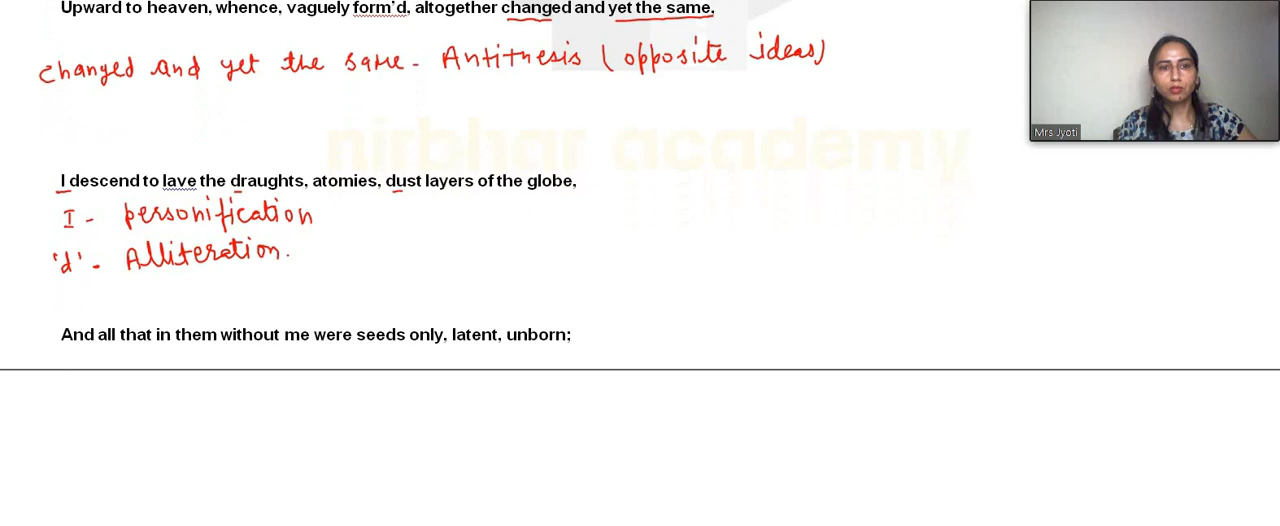 Upward to heaven, whence, vaguely form'd, altogether changed and yet the same,
changed and yet the same - Antithesis (opposite ideas)
Mrs Jyoti
nirbhar academy
I descend to lave the draughts, atomies, dust layers of the globe,
I - personification
'd' - Alliteration.
And all that in them without me were seeds only, latent, unborn;